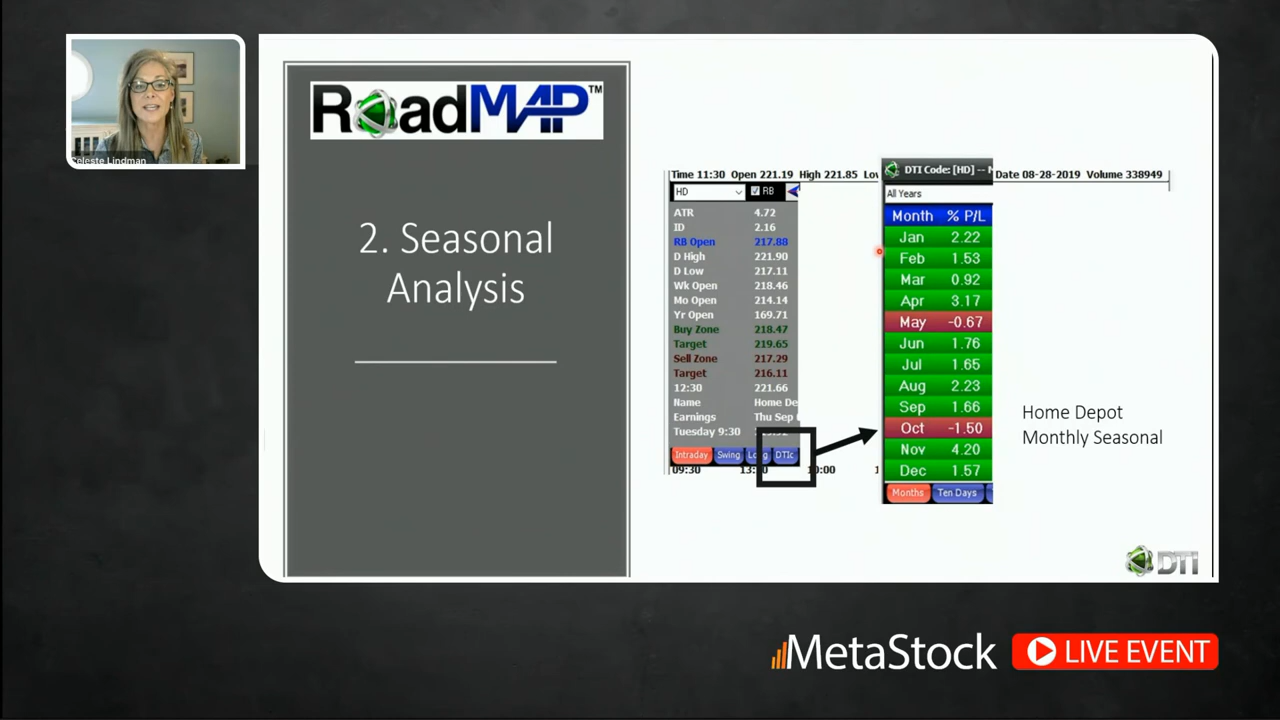 Celeste Lindman
RoadMAP™
2. Seasonal
Analysis
Time 11:30 Open 221.19 High 221.85 Date 08-28-2019 Volume 338949
HD RB
ATR 4.72
ID 2.16
RB Open 217.88
D High 221.90
D Low 217.11
Wk Open 218.46
Mo Open 214.14
Yr Open 169.71
Buy Zone 218.47
Target 219.65
Sell Zone 217.29
Target 216.11
12:30 221.66
Name Home De
Earnings Thu Sep
Tuesday 9:30
Intraday Swing Long DTIc
09:30
DTI Code: [HD] -- M
All Years
Month % P/L
Jan 2.22
Feb 1.53
Mar 0.92
Apr 3.17
May -0.67
Jun 1.76
Jul 1.65
Aug 2.23
Sep 1.66
Oct -1.50
Nov 4.20
Dec 1.57
Months Ten Days
Home Depot
Monthly Seasonal
DTI
MetaStock
LIVE EVENT